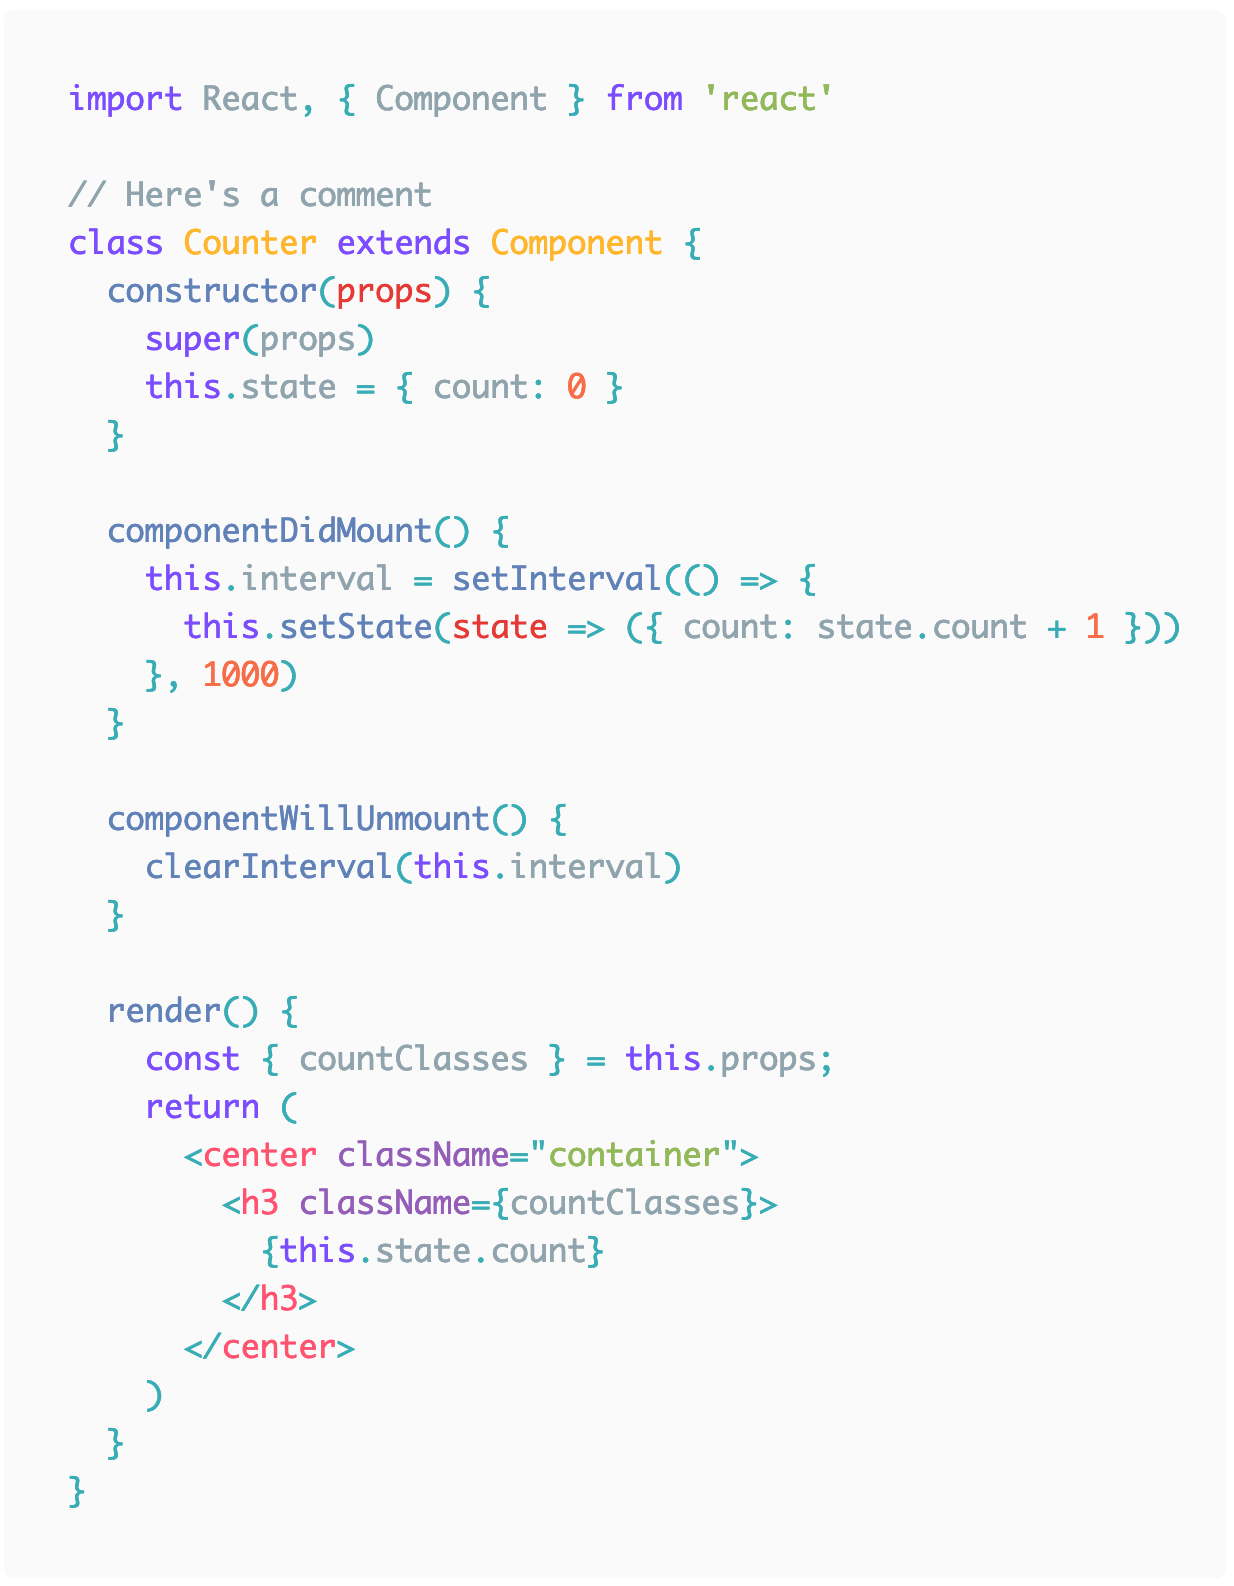 import React, { Component } from 'react'

// Here's a comment
class Counter extends Component {
  constructor(props) {
    super(props)
    this.state = { count: 0 }
  }

  componentDidMount() {
    this.interval = setInterval(() => {
      this.setState(state => ({ count: state.count + 1 }))
    }, 1000)
  }

  componentWillUnmount() {
    clearInterval(this.interval)
  }

  render() {
    const { countClasses } = this.props;
    return (
      <center className="container">
        <h3 className={countClasses}>
          {this.state.count}
        </h3>
      </center>
    )
  }
}